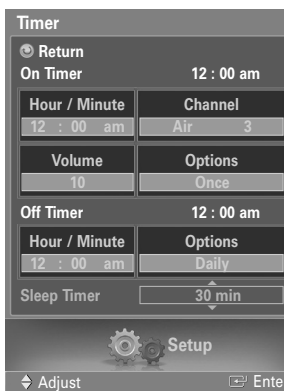 Timer
Return
On Timer 12 : 00 am
Hour / Minute Channel
12 : 00 am Air 3
Volume Options
10 Once
Off Timer 12 : 00 am
Hour / Minute Options
12 : 00 am Daily
Sleep Timer 30 min
Setup
Adjust Ente